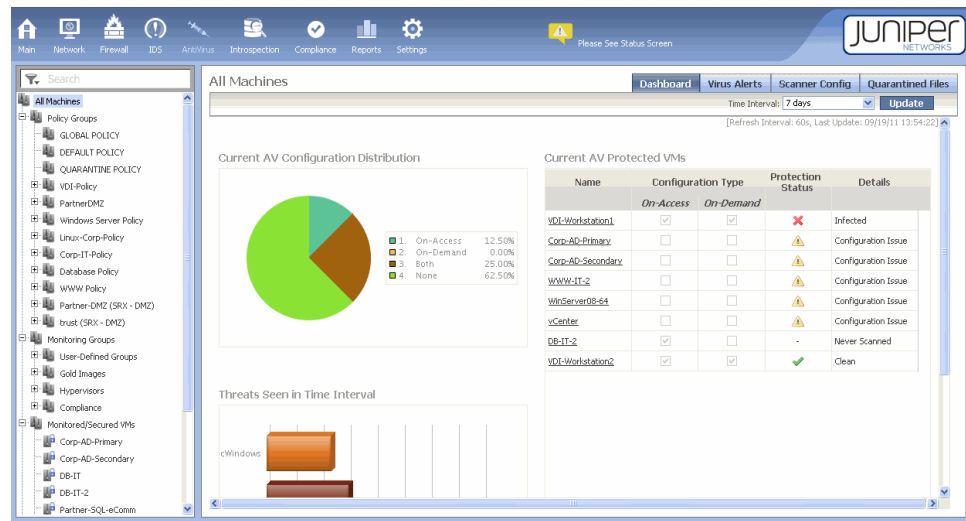 Main Network Firewall IDS AntiVirus Introspection Compliance Reports Settings
Please See Status Screen
JUNIPER
NETWORKS
Search
All Machines
Policy Groups
GLOBAL POLICY
DEFAULT POLICY
QUARANTINE POLICY
VDI-Policy
PartnerDMZ
Windows Server Policy
Linux-Corp-Policy
Corp-IT-Policy
Database Policy
WWW Policy
Partner-DMZ (SRX - DMZ)
trust (SRX - DMZ)
Monitoring Groups
User-Defined Groups
Gold Images
Hypervisors
Compliance
Monitored/Secured VMs
Corp-AD-Primary
Corp-AD-Secondary
DB-IT
DB-IT-2
Partner-SQL-eComm
All Machines
Dashboard Virus Alerts Scanner Config Quarantined Files
Time Interval: 7 days Update
[Refresh Interval: 60s, Last Update: 09/19/11 13:54:22]
Current AV Configuration Distribution
1. On-Access 12.50%
2. On-Demand 0.00%
3. Both 25.00%
4. None 62.50%
Threats Seen in Time Interval
cWindows
Current AV Protected VMs
Name Configuration Type Protection Status Details
On-Access On-Demand
VDI-Workstation1 Infected
Corp-AD-Primary Configuration Issue
Corp-AD-Secondary Configuration Issue
WWW-IT-2 Configuration Issue
WinServer08-64 Configuration Issue
vCenter Configuration Issue
DB-IT-2 - Never Scanned
VDI-Workstation2 Clean